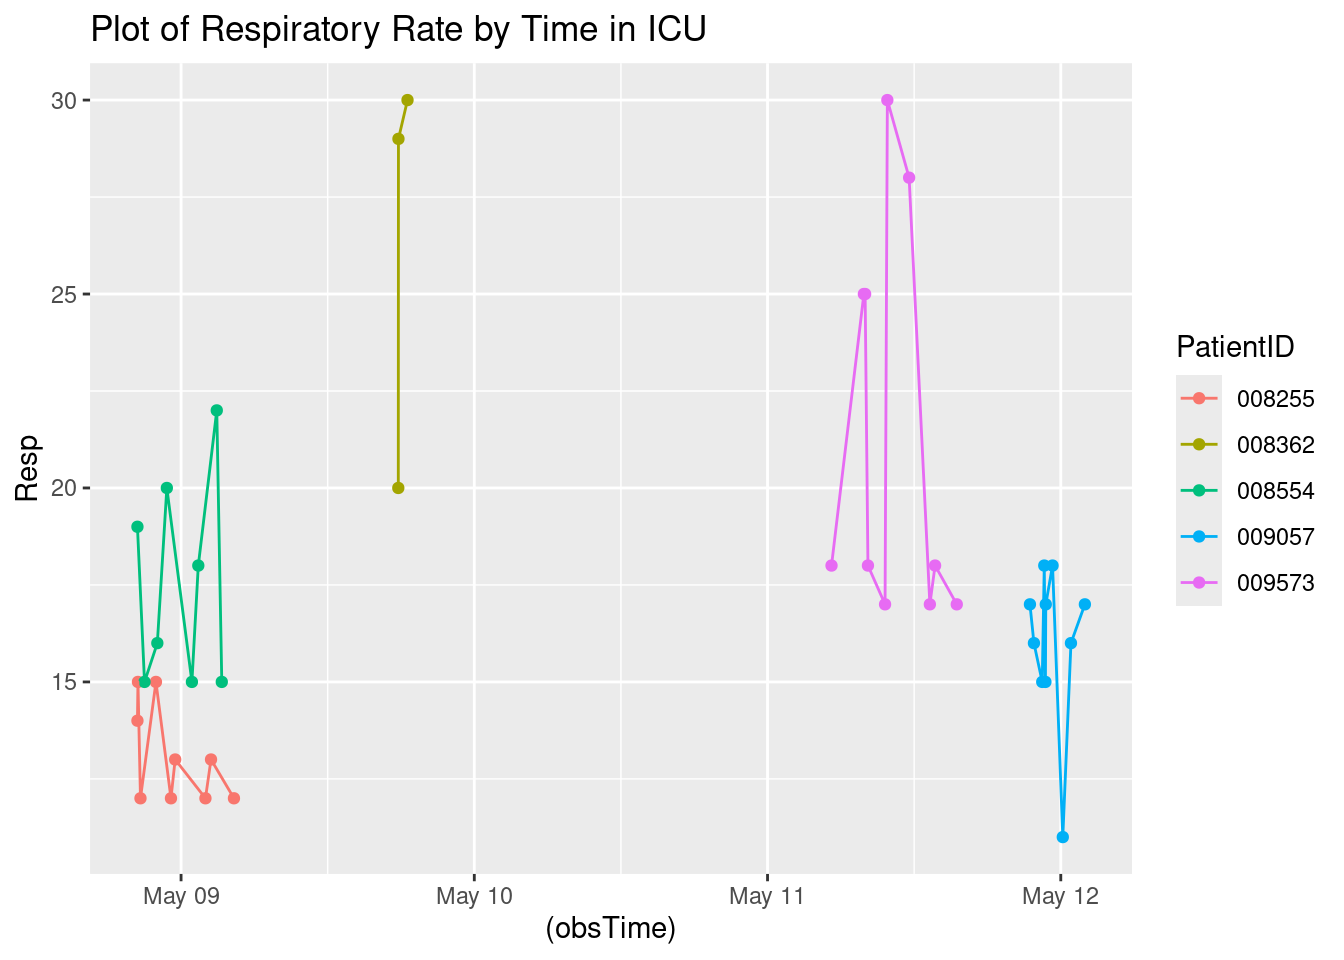 Plot of Respiratory Rate by Time in ICU
30
25
20
15
Resp
May 09
May 10
May 11
May 12
(obsTime)
PatientID
008255
008362
008554
009057
009573